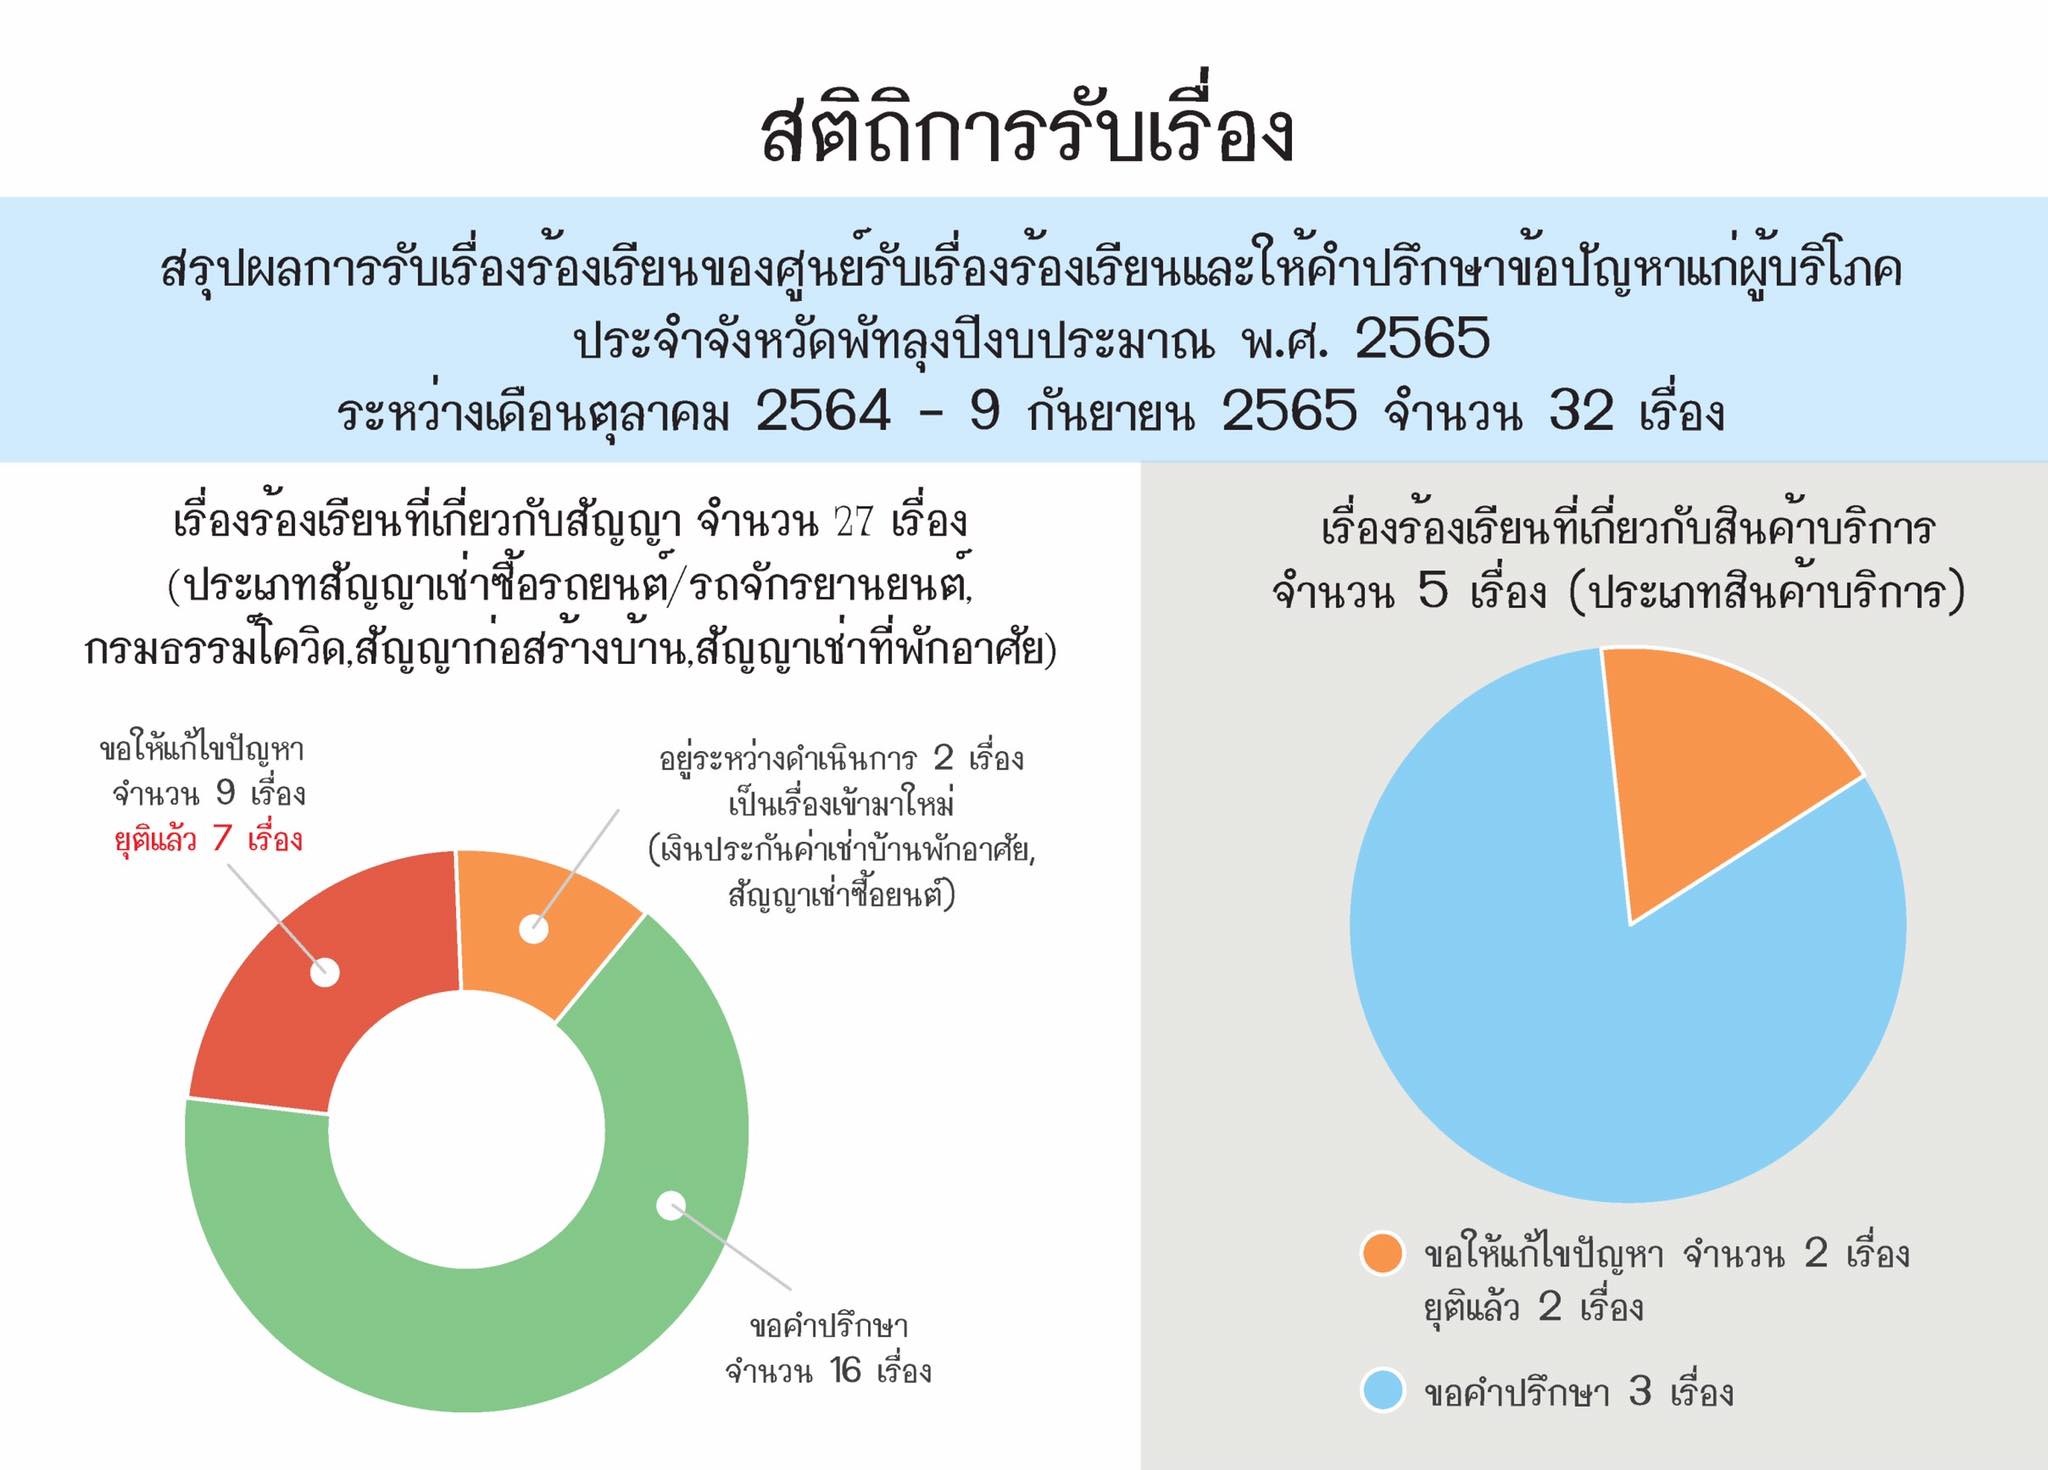 สติถิการรับเรื่อง
สรุปผลการรับเรื่องร้องเรียนของศูนย์รับเรื่องร้องเรียนและให้คำปรึกษาข้อปัญหาแก่ผู้บริโภค
ประจำจังหวัดพัทลุงปีงบประมาณ พ.ศ. 2565
ระหว่างเดือนตุลาคม 2564 - 9 กันยายน 2565 จำนวน 32 เรื่อง
เรื่องร้องเรียนที่เกี่ยวกับสัญญา จำนวน 27 เรื่อง
(ประเภทสัญญาเช่าซื้อรถยนต์/รถจักรยานยนต์,
กรมธรรม์โควิด,สัญญาก่อสร้างบ้าน,สัญญาเช่าที่พักอาศัย)
ขอให้แก้ไขปัญหา
จำนวน 9 เรื่อง
ยุติแล้ว 7 เรื่อง
อยู่ระหว่างดำเนินการ 2 เรื่อง
เป็นเรื่องเข้ามาใหม่
(เงินประกันค่าเช่าบ้านพักอาศัย,
สัญญาเช่าซื้อยนต์)
ขอคำปรึกษา
จำนวน 16 เรื่อง
เรื่องร้องเรียนที่เกี่ยวกับสินค้าบริการ
จำนวน 5 เรื่อง (ประเภทสินค้าบริการ)
ขอให้แก้ไขปัญหา จำนวน 2 เรื่อง
ยุติแล้ว 2 เรื่อง
ขอคำปรึกษา 3 เรื่อง